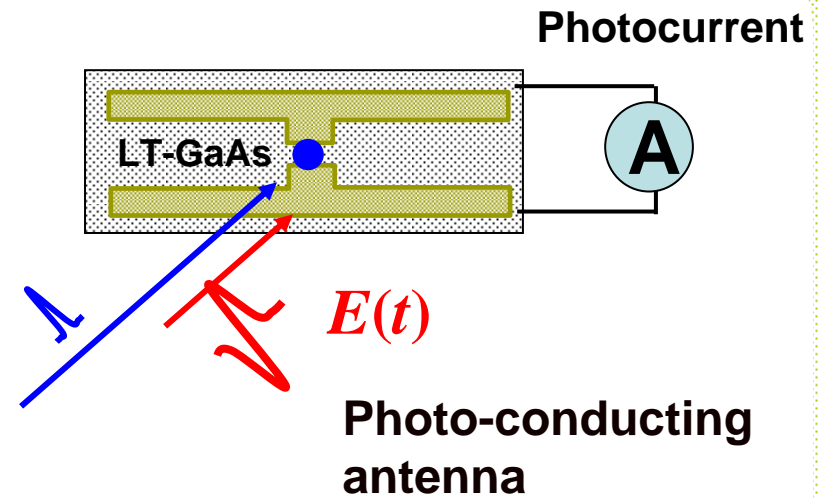 Photocurrent
LT-GaAs
A
E(t)
Photo-conducting
antenna